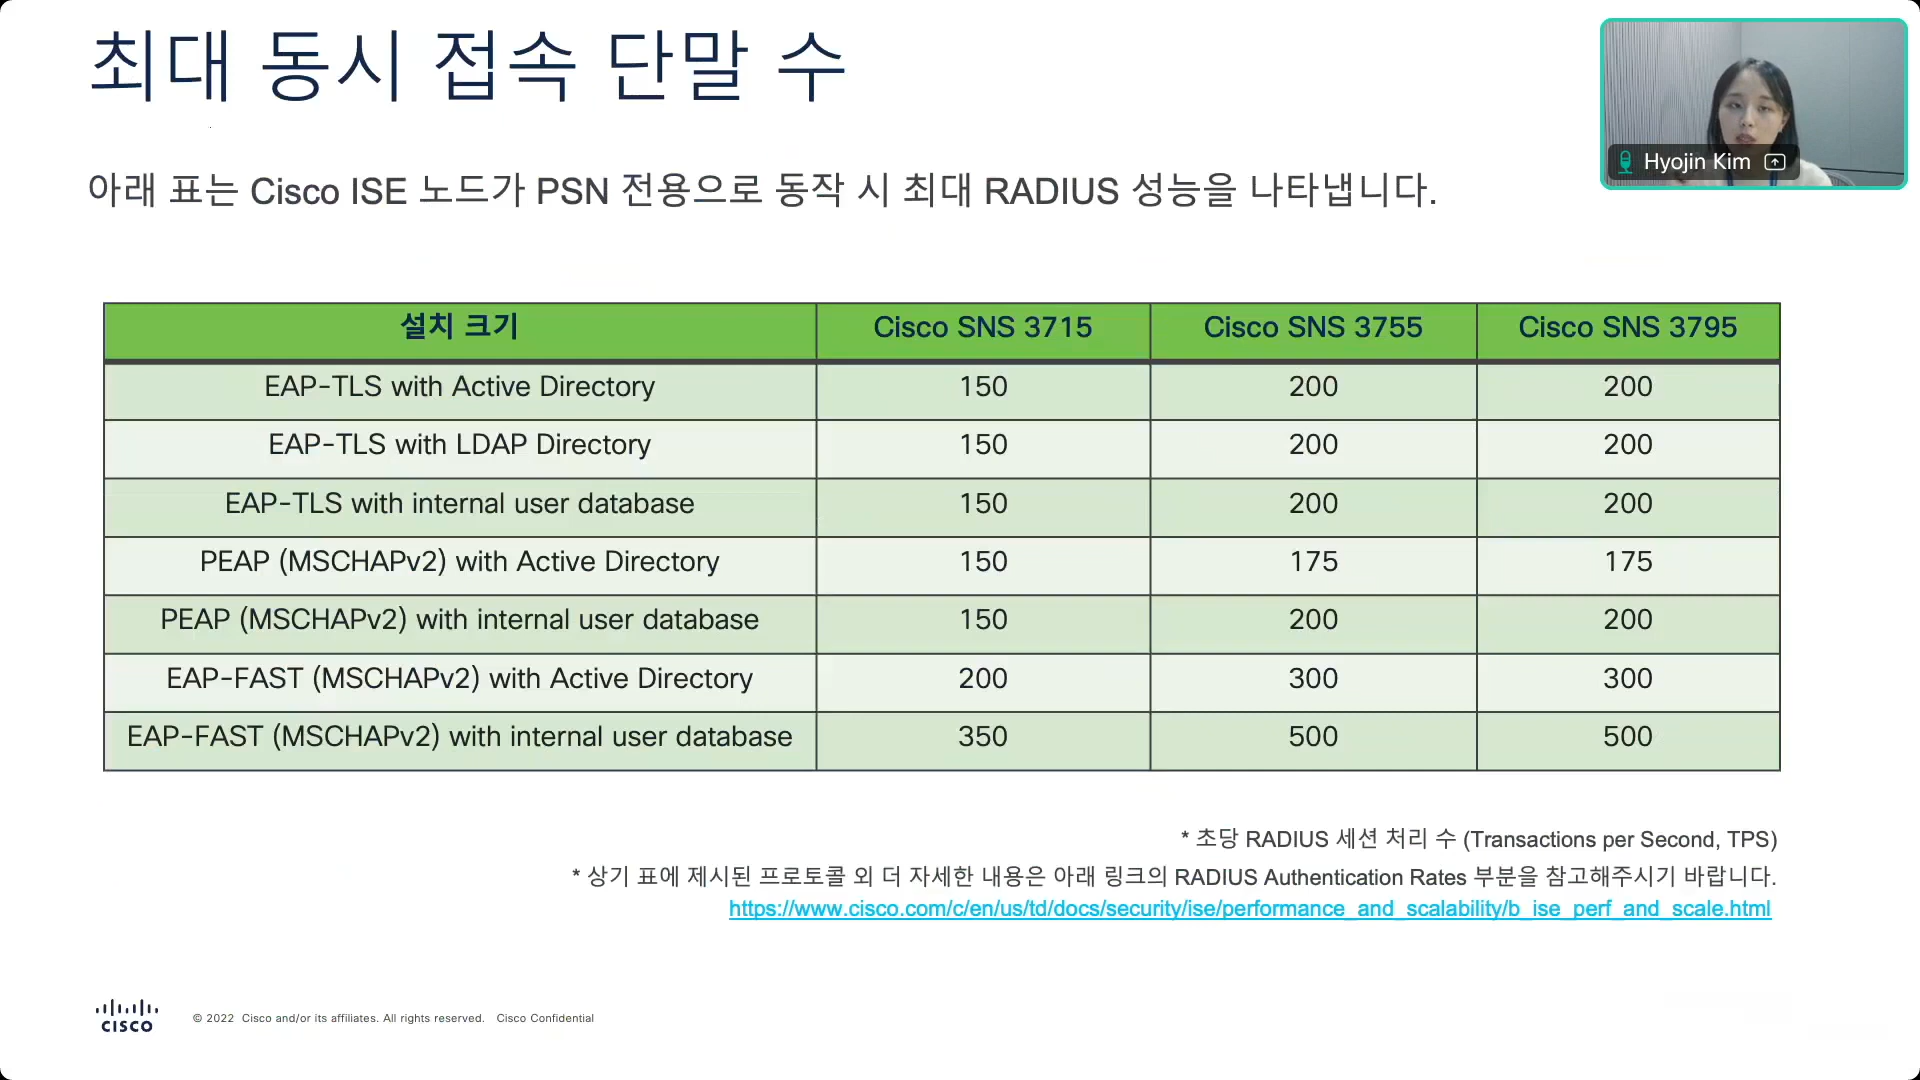 최대 동시 접속 단말 수
Hyojin Kim
아래 표는 Cisco ISE 노드가 PSN 전용으로 동작 시 최대 RADIUS 성능을 나타냅니다.
설치 크기 Cisco SNS 3715 Cisco SNS 3755 Cisco SNS 3795
EAP-TLS with Active Directory 150 200 200
EAP-TLS with LDAP Directory 150 200 200
EAP-TLS with internal user database 150 200 200
PEAP (MSCHAPv2) with Active Directory 150 175 175
PEAP (MSCHAPv2) with internal user database 150 200 200
EAP-FAST (MSCHAPv2) with Active Directory 200 300 300
EAP-FAST (MSCHAPv2) with internal user database 350 500 500
* 초당 RADIUS 세션 처리 수 (Transactions per Second, TPS)
* 상기 표에 제시된 프로토콜 외 더 자세한 내용은 아래 링크의 RADIUS Authentication Rates 부분을 참고해주시기 바랍니다.
https://www.cisco.com/c/en/us/td/docs/security/ise/performance_and_scalability/b_ise_perf_and_scale.html
CISCO © 2022 Cisco and/or its affiliates. All rights reserved. Cisco Confidential